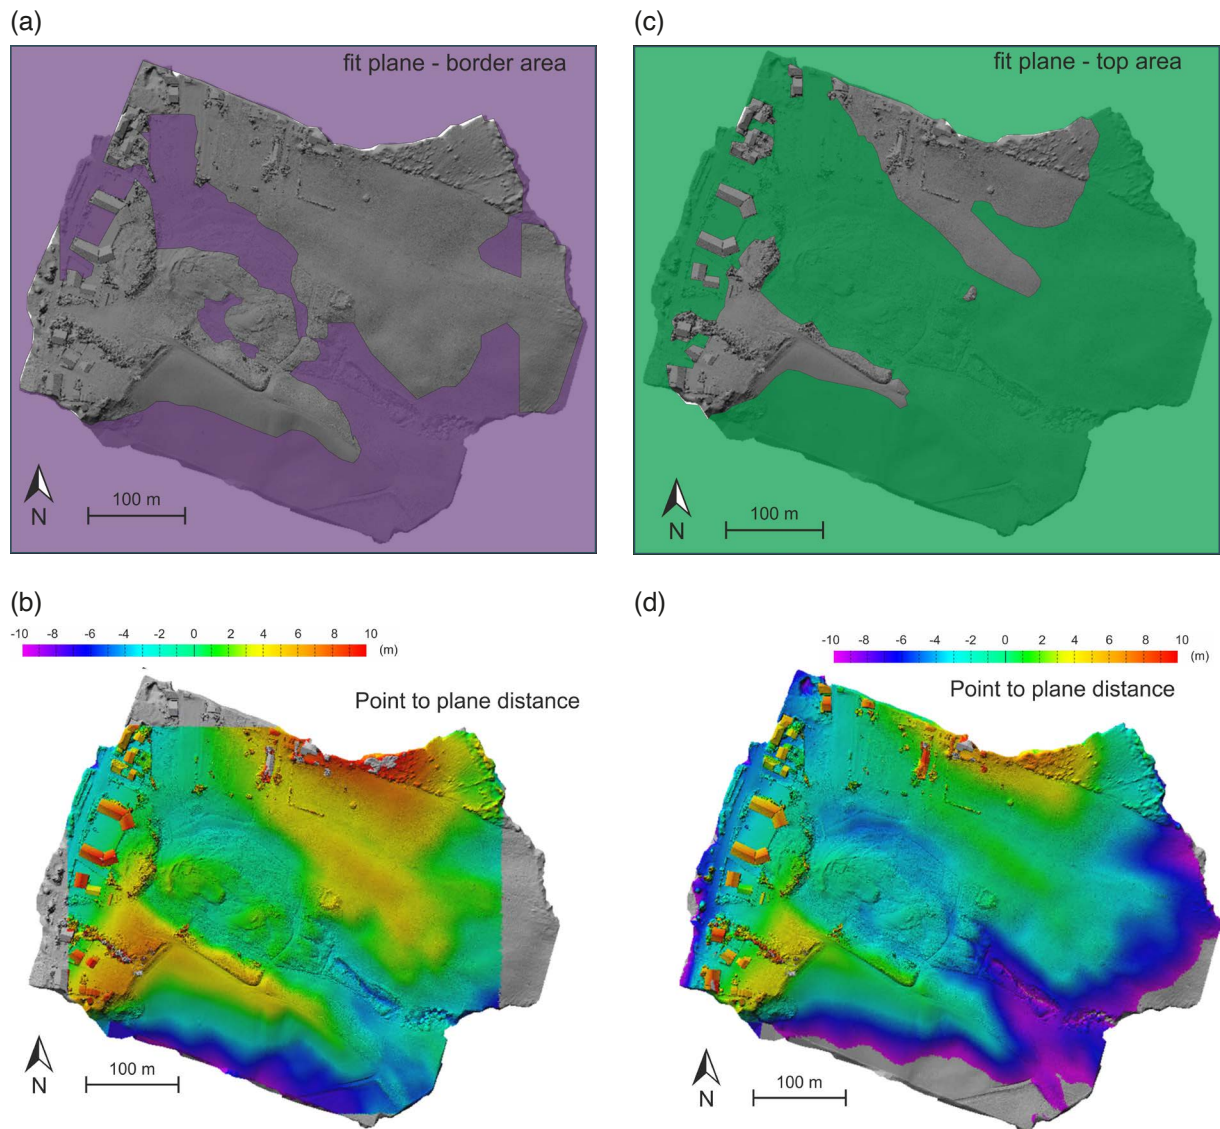 (a)
fit plane - border area
N
100 m
(c)
fit plane - top area
N
100 m
(b)
-10 -8 -6 -4 -2 0 2 4 6 8 10
(m)
Point to plane distance
N
100 m
(d)
-10 -8 -6 -4 -2 0 2 4 6 8 10
(m)
Point to plane distance
N
100 m